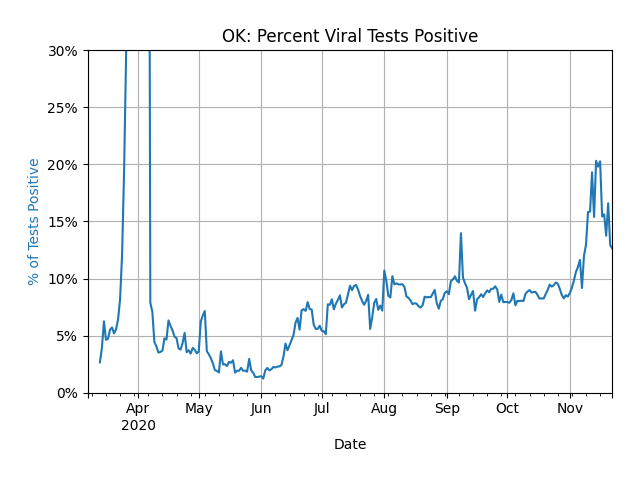 OK: Percent Viral Tests Positive
30%
25%
20%
15%
10%
5%
0%
% of Tests Positive
Apr May Jun Jul Aug Sep Oct Nov
2020
Date